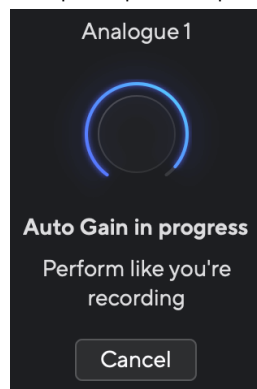 Analogue 1
Auto Gain in progress
Perform like you're
recording
Cancel